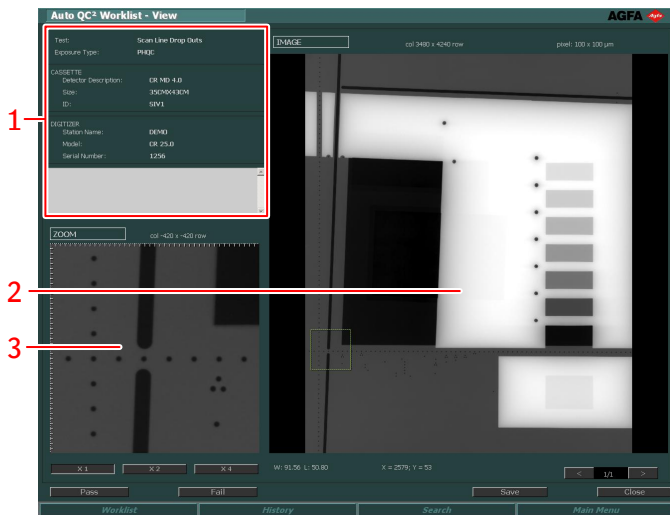 Auto QC² Worklist - View
AGFA Agfa
Test: Scan Line Drop Outs
Exposure Type: PHQC
CASSETTE
Detector Description: CR MD 4.0
Size: 35CMX43CM
ID: SIV1
DIGITIZER
Station Name: DEMO
Model: CR 25.0
Serial Number: 1256
1
IMAGE col 3480 x 4240 row pixel: 100 x 100 µm
ZOOM col -420 x -420 row
2
3
X 1 X 2 X 4
W: 91.56 L: 50.80 X = 2579; Y = 53
< 1/1 >
Pass Fail Save Close
Worklist History Search Main Menu